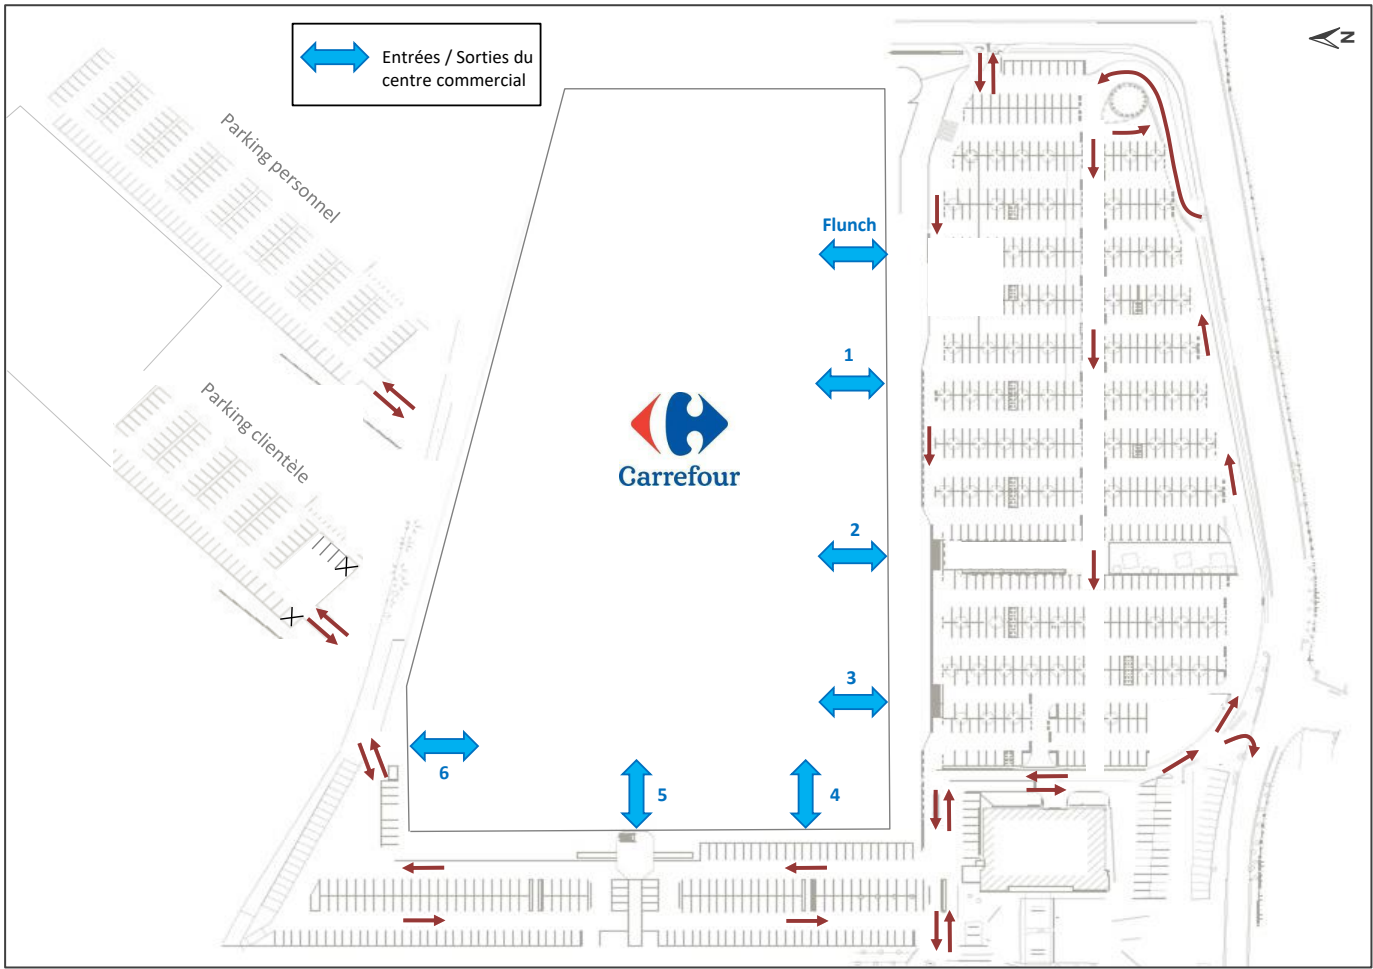 Entrées / Sorties du
centre commercial
N
Parking personnel
Flunch
1
Parking clientèle
Carrefour
2
3
6
5
4